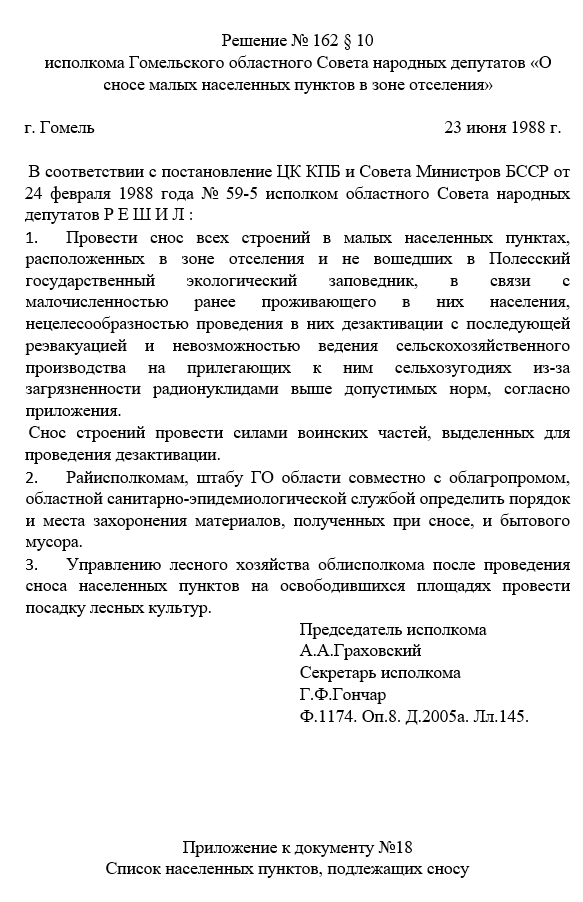 Решение № 162 § 10
исполкома Гомельского областного Совета народных депутатов «О
сносе малых населенных пунктов в зоне отселения»
г. Гомель 23 июня 1988 г.
В соответствии с постановление ЦК КПБ и Совета Министров БССР от
24 февраля 1988 года № 59-5 исполком областного Совета народных
депутатов Р Е Ш И Л :
1. Провести снос всех строений в малых населенных пунктах,
расположенных в зоне отселения и не вошедших в Полесский
государственный экологический заповедник, в связи с
малочисленностью ранее проживающего в них населения,
нецелесообразностью проведения в них дезактивации с последующей
реэвакуацией и невозможностью ведения сельскохозяйственного
производства на прилегающих к ним сельхозугодиях из-за
загрязненности радионуклидами выше допустимых норм, согласно
приложения.
Снос строений провести силами воинских частей, выделенных для
проведения дезактивации.
2. Райисполкомам, штабу ГО области совместно с облагропромом,
областной санитарно-эпидемиологической службой определить порядок
и места захоронения материалов, полученных при сносе, и бытового
мусора.
3. Управлению лесного хозяйства облисполкома после проведения
сноса населенных пунктов на освободившихся площадях провести
посадку лесных культур.
Председатель исполкома
А.А.Граховский
Секретарь исполкома
Г.Ф.Гончар
Ф.1174. Оп.8. Д.2005а. Лл.145.
Приложение к документу №18
Список населенных пунктов, подлежащих сносу